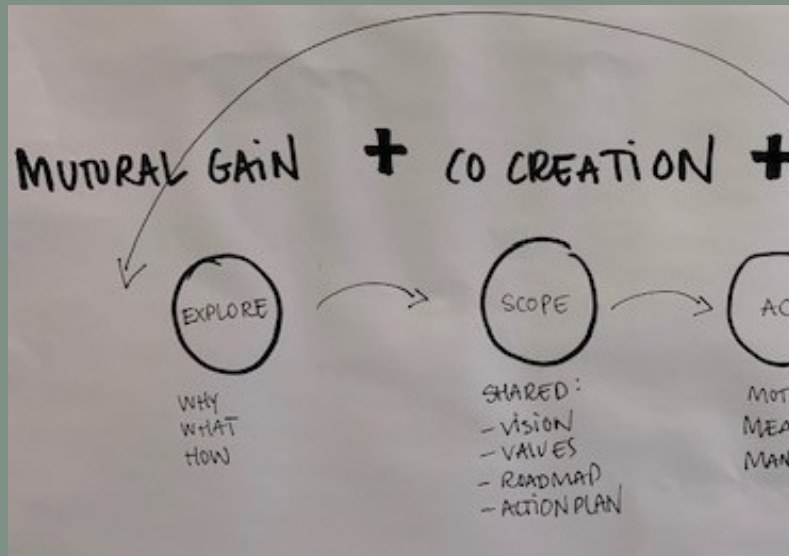 MUTURAL GAIN + CO CREATION +
EXPLORE
SCOPE
WHY
WHAT
HOW
SHARED:
- VISION
- VALUES
- ROADMAP
- ACTION PLAN